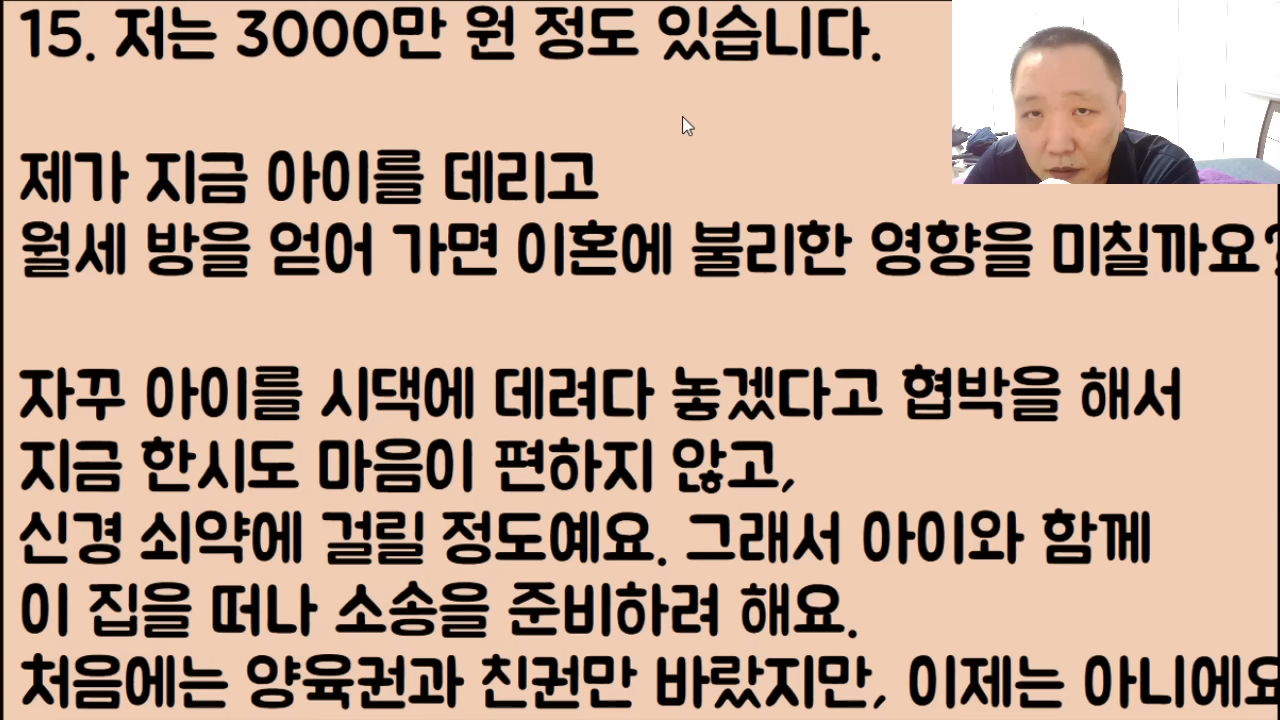 15. 저는 3000만 원 정도 있습니다.
제가 지금 아이를 데리고
월세 방을 얻어 가면 이혼에 불리한 영향을 미칠까요?
자꾸 아이를 시댁에 데려다 놓겠다고 협박을 해서
지금 한시도 마음이 편하지 않고,
신경 쇠약에 걸릴 정도예요. 그래서 아이와 함께
이 집을 떠나 소송을 준비하려 해요.
처음에는 양육권과 친권만 바랐지만, 이제는 아니에요